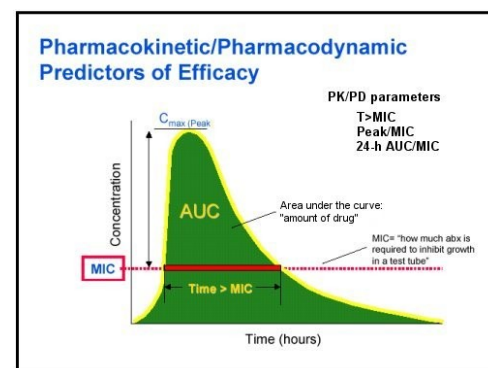 Pharmacokinetic/Pharmacodynamic
Predictors of Efficacy
PK/PD parameters
T>MIC
Peak/MIC
24-h AUC/MIC
Cmax (Peak
Concentration
AUC
Area under the curve:
"amount of drug"
MIC= "how much abx is
required to inhibit growth
in a test tube"
MIC
Time > MIC
Time (hours)